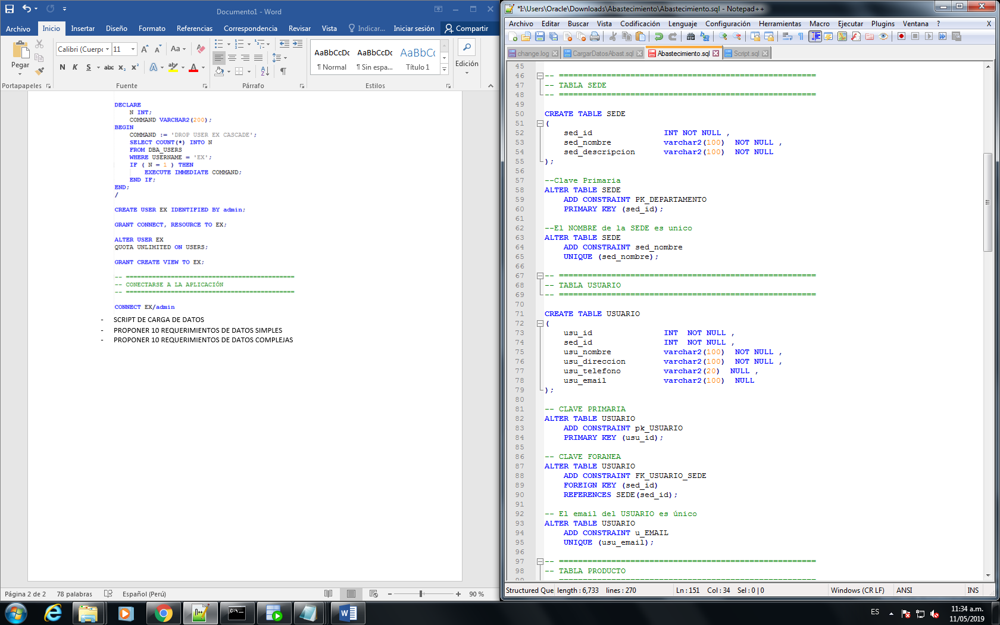 Documento1 - Word
Archivo Inicio Insertar Diseño Formato Referencias Correspondencia Revisar Vista Indicar... Iniciar sesión Compartir
Pegar
Calibri (Cuerpo 11
Aa
N K S abc x₂ x²
AaBbCcDc AaBbCcDc AaBbCc
¶ Normal ¶ Sin espa... Título 1
Edición
Portapapeles Fuente Párrafo Estilos
DECLARE
N INT;
COMMAND VARCHAR2(200);
BEGIN
COMMAND := 'DROP USER EX CASCADE';
SELECT COUNT(*) INTO N
FROM DBA_USERS
WHERE USERNAME = 'EX';
IF ( N = 1 ) THEN
EXECUTE IMMEDIATE COMMAND;
END IF;
END;
/
CREATE USER EX IDENTIFIED BY admin;
GRANT CONNECT, RESOURCE TO EX;
ALTER USER EX
QUOTA UNLIMITED ON USERS;
GRANT CREATE VIEW TO EX;
-- =============================================
-- CONECTARSE A LA APLICACIÓN
-- =============================================
CONNECT EX/admin
- SCRIPT DE CARGA DE DATOS
- PROPONER 10 REQUERIMIENTOS DE DATOS SIMPLES
- PROPONER 10 REQUERIMIENTOS DE DATOS COMPLEJAS
Página 2 de 2 78 palabras Español (Perú) 90 %
*I:\Users\Oracle\Downloads\Abastecimiento\Abastecimiento.sql - Notepad++
Archivo Editar Buscar Vista Codificación Lenguaje Configuración Herramientas Macro Ejecutar Plugins Ventana ? X
change.log CargarDatosAbast.sql Abastecimiento.sql Script.sql
45
46 -- ======================================================
47 -- TABLA SEDE
48 -- ======================================================
49
50 CREATE TABLE SEDE
51 (
52 sed_id INT NOT NULL ,
53 sed_nombre varchar2(100) NOT NULL ,
54 sed_descripcion varchar2(100) NOT NULL
55 );
56
57 --Clave Primaria
58 ALTER TABLE SEDE
59 ADD CONSTRAINT PK_DEPARTAMENTO
60 PRIMARY KEY (sed_id);
61
62 --El NOMBRE de la SEDE es unico
63 ALTER TABLE SEDE
64 ADD CONSTRAINT sed_nombre
65 UNIQUE (sed_nombre);
66
67 -- ======================================================
68 -- TABLA USUARIO
69 -- ======================================================
70
71 CREATE TABLE USUARIO
72 (
73 usu_id INT NOT NULL ,
74 sed_id INT NOT NULL ,
75 usu_nombre varchar2(100) NOT NULL ,
76 usu_direccion varchar2(100) NOT NULL ,
77 usu_telefono varchar2(20) NULL ,
78 usu_email varchar2(100) NULL
79 );
80
81 -- CLAVE PRIMARIA
82 ALTER TABLE USUARIO
83 ADD CONSTRAINT pk_USUARIO
84 PRIMARY KEY (usu_id);
85
86 -- CLAVE FORANEA
87 ALTER TABLE USUARIO
88 ADD CONSTRAINT FK_USUARIO_SEDE
89 FOREIGN KEY (sed_id)
90 REFERENCES SEDE(sed_id);
91
92 -- El email del USUARIO es único
93 ALTER TABLE USUARIO
94 ADD CONSTRAINT u_EMAIL
95 UNIQUE (usu_email);
96
97 -- ======================================================
98 -- TABLA PRODUCTO
99 -- ======================================================
Structured Que length : 6,733 lines : 270 Ln : 151 Col : 34 Sel : 0 | 0 Windows (CR LF) ANSI INS
ES 11:34 a.m.
11/05/2019